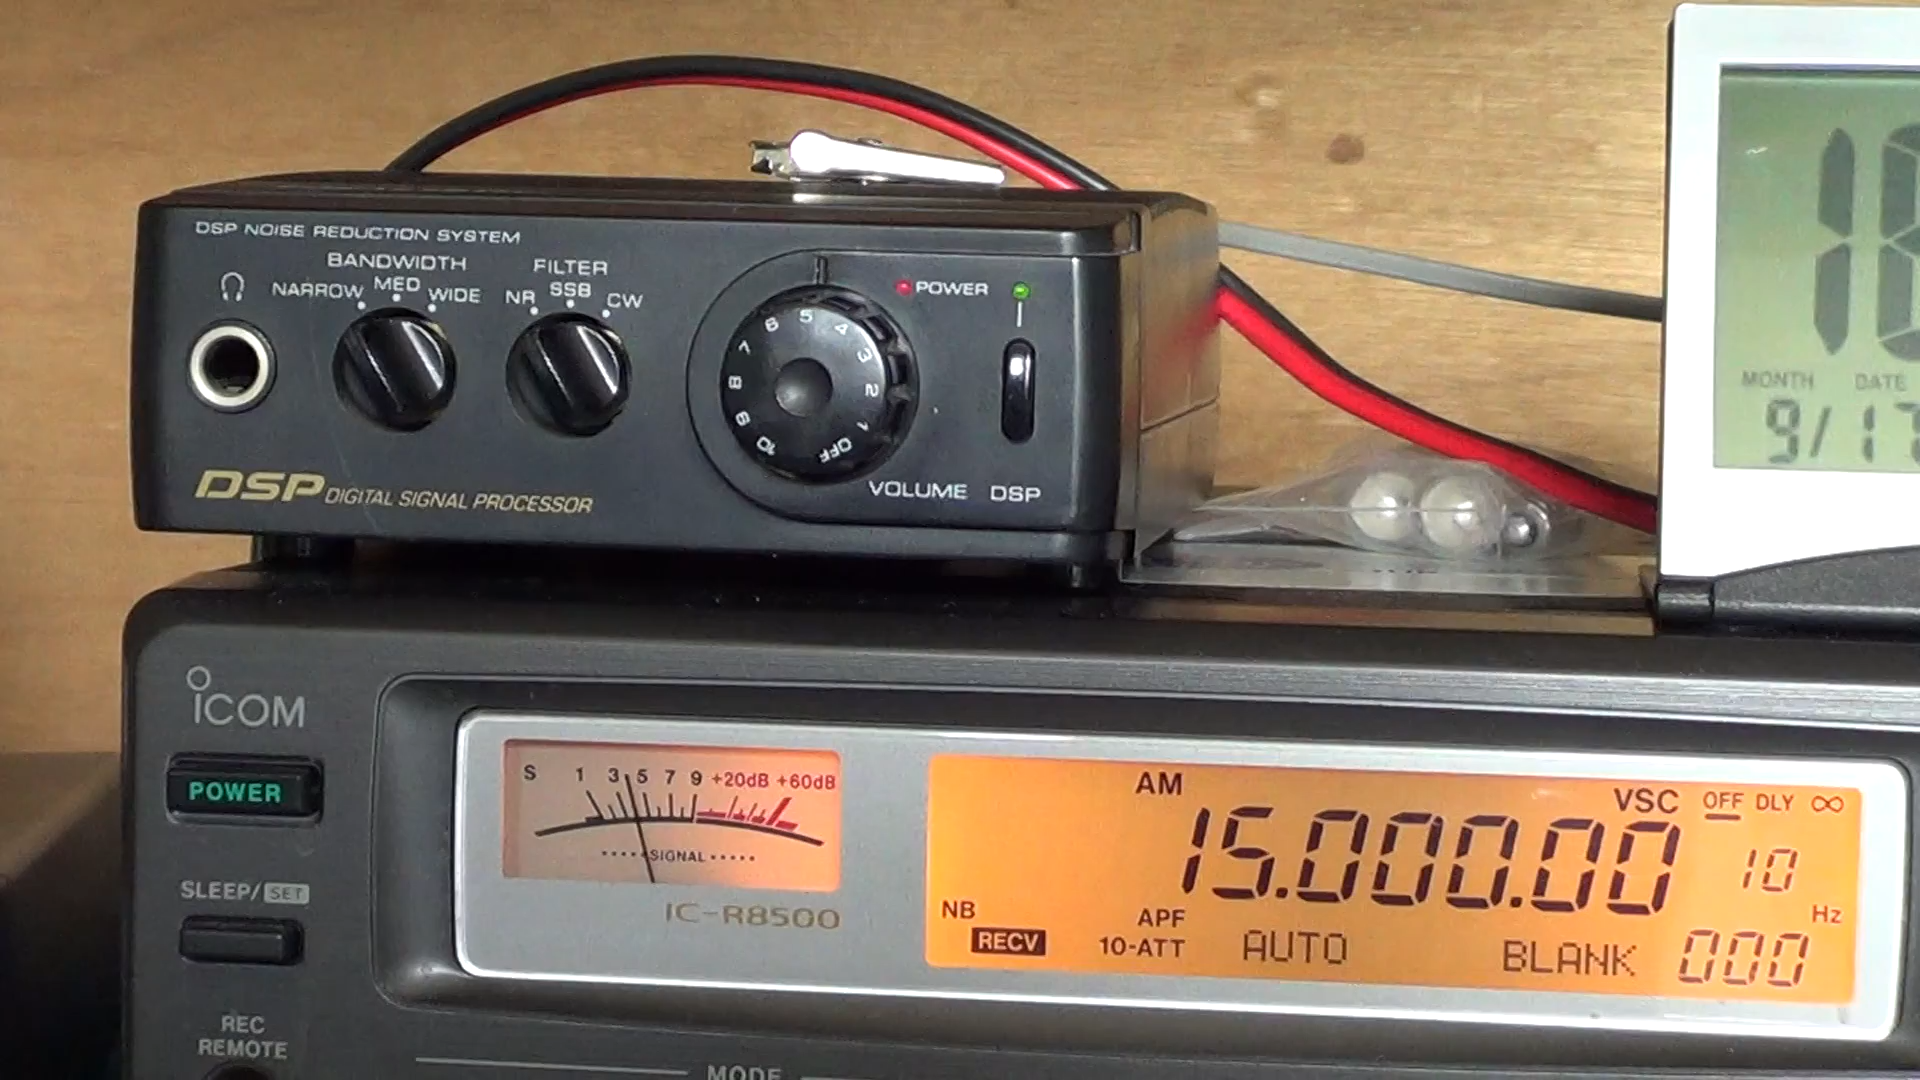 DSP NOISE REDUCTION SYSTEM
BANDWIDTH
NARROW MED WIDE
FILTER
NR SSB CW
OFF 1 2 3 4 5 6 7 8 9 10
POWER
VOLUME DSP
DSP DIGITAL SIGNAL PROCESSOR
MONTH DATE
9/17
ICOM
POWER
SLEEP/SET
REC
REMOTE
S 1 3 5 7 9 +20dB +60dB
SIGNAL
IC-R8500
AM
VSC OFF DLY ∞
15.000.00 10
Hz
NB
RECV
APF
10-ATT
AUTO BLANK 000
MODE